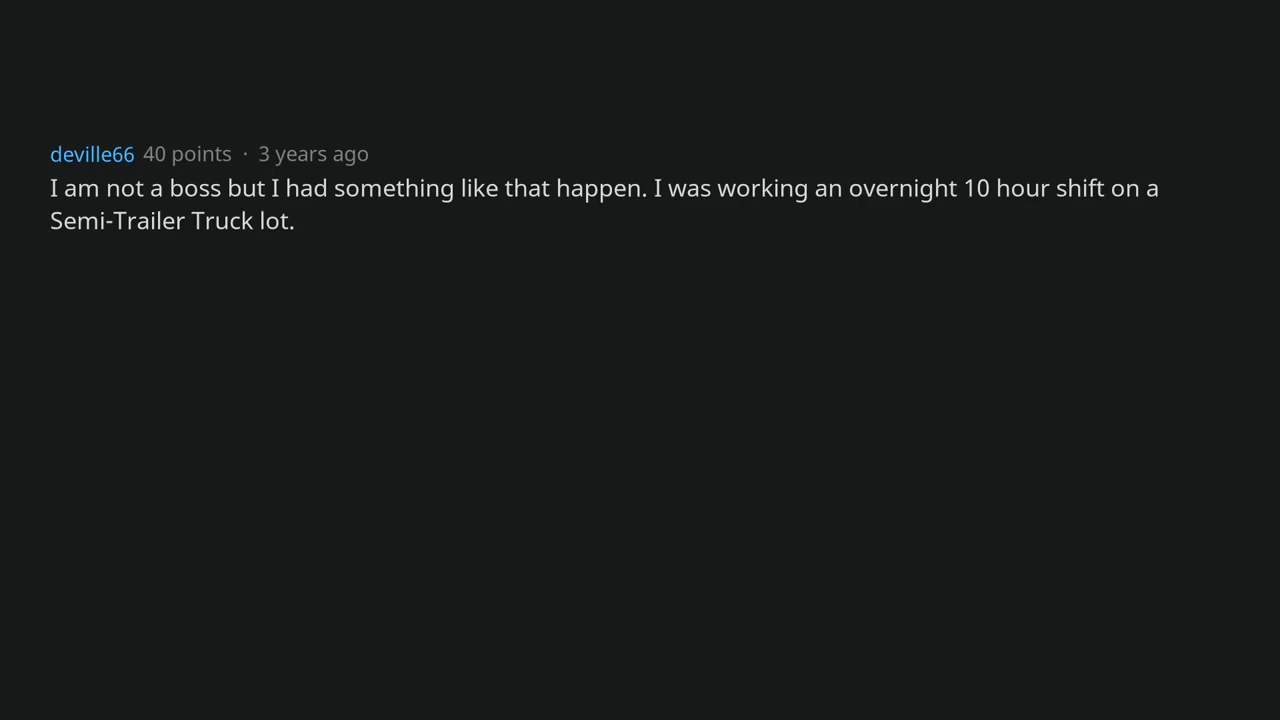 deville66 40 points · 3 years ago
I am not a boss but I had something like that happen. I was working an overnight 10 hour shift on a
Semi-Trailer Truck lot.